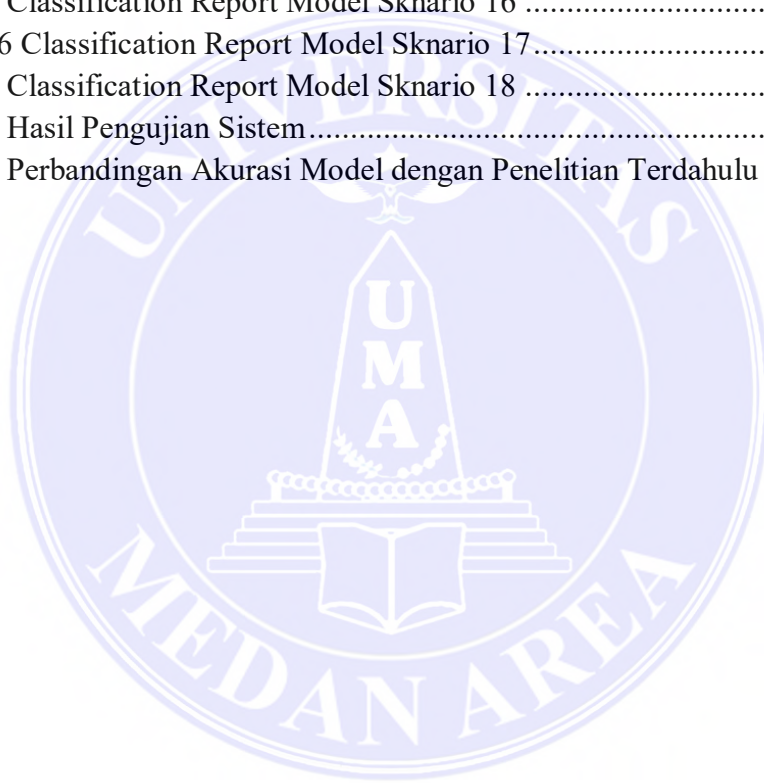 Classification Report Model Sknario 16 ............................
6 Classification Report Model Sknario 17............................
Classification Report Model Sknario 18 ............................
Hasil Pengujian Sistem.......................................................
Perbandingan Akurasi Model dengan Penelitian Terdahulu
UNIVERSITAS
UMA
MEDAN AREA